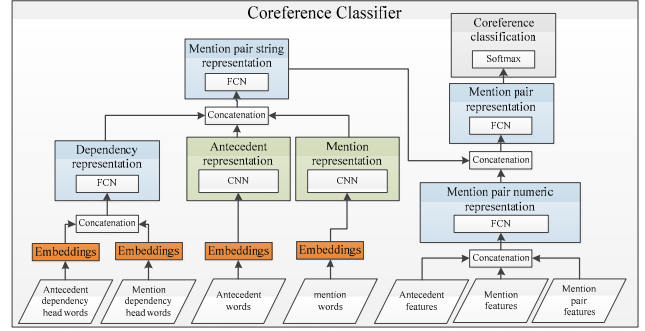 Coreference Classifier
Mention pair string
representation
FCN
Concatenation
Dependency
representation
FCN
Concatenation
Antecedent
representation
CNN
Mention
representation
CNN
Embeddings
Embeddings
Embeddings
Embeddings
Antecedent
dependency
head words
Mention
dependency
head words
Antecedent
words
mention
words
Coreference
classification
Softmax
Mention pair
representation
FCN
Concatenation
Mention pair numeric
representation
FCN
Concatenation
Antecedent
features
Mention
features
Mention
pair
features